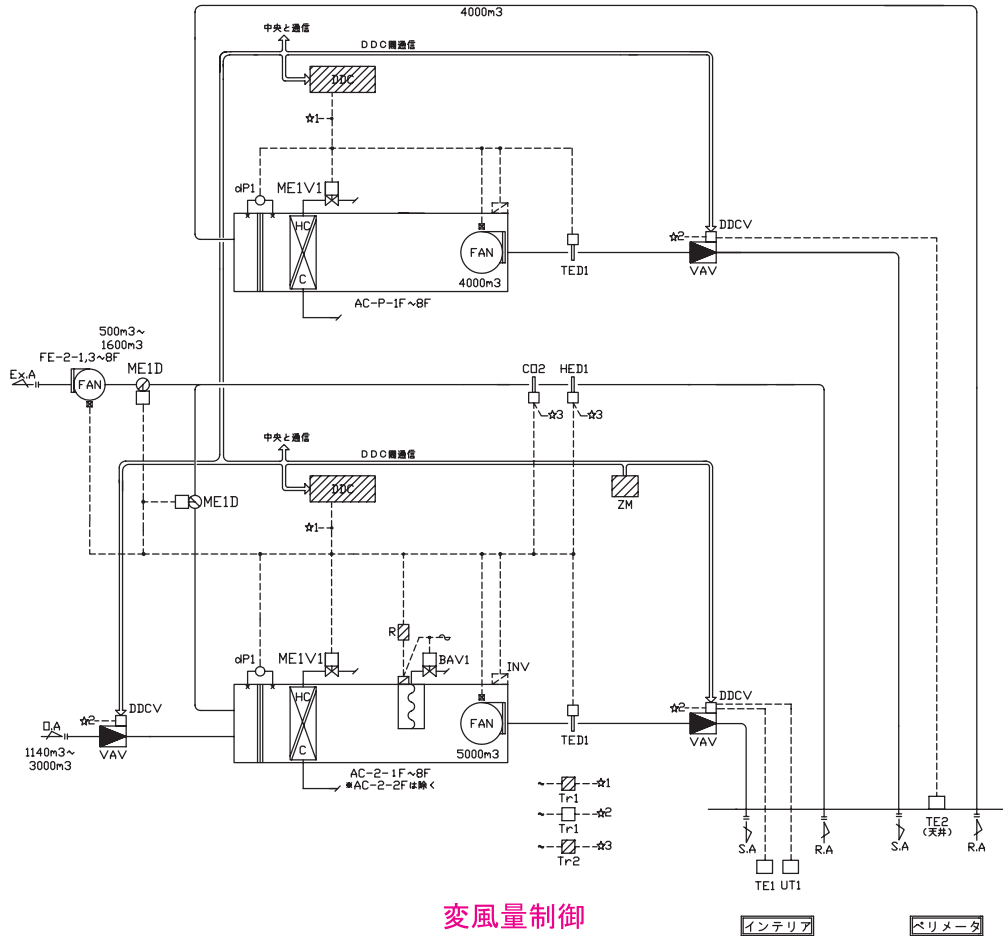 4000m3
中央と通信
DDC間通信
DDC
☆1
dP1
ME1V1
HC
C
FAN
4000m3
TED1
☆2
DDCV
VAV
AC-P-1F~8F
500m3~
1600m3
FE-2-1,3~8F
ME1D
Ex.A
FAN
CO2
HED1
☆3
☆3
中央と通信
DDC間通信
DDC
ZM
ME1D
☆1
R
dP1
ME1V1
BAV1
INV
HC
C
FAN
5000m3
TED1
☆2
DDCV
VAV
☆2
DDCV
O.A
VAV
1140m3~
3000m3
AC-2-1F~8F
※AC-2-2Fは除く
☆1
Tr1
☆2
Tr1
☆3
Tr2
TE2
(天井)
S.A
R.A
S.A
R.A
TE1
UT1
変風量制御
インテリア
ペリメータ